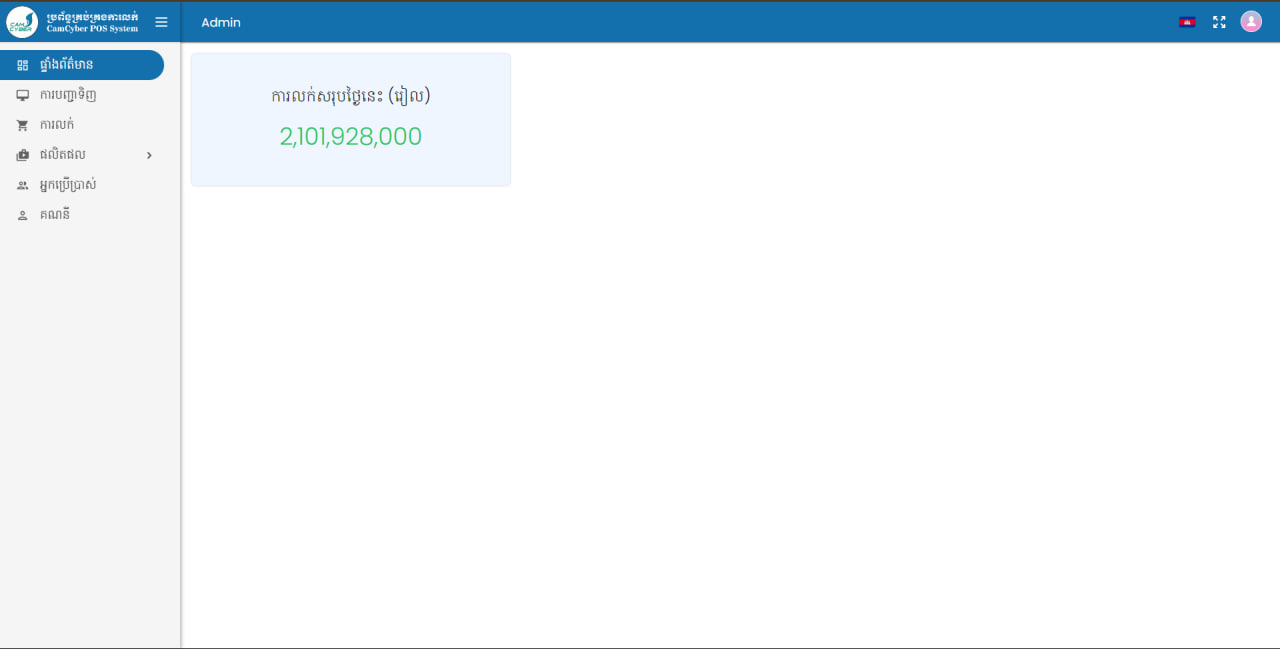 CAM
CYBER
ប្រព័ន្ធគ្រប់គ្រងការលក់
CamCyber POS System
Admin
ផ្ទាំងព័ត៌មាន
ការបញ្ជាទិញ
ការលក់
ផលិតផល
អ្នកប្រើប្រាស់
គណនី
ការលក់សរុបថ្ងៃនេះ (រៀល)
2,101,928,000